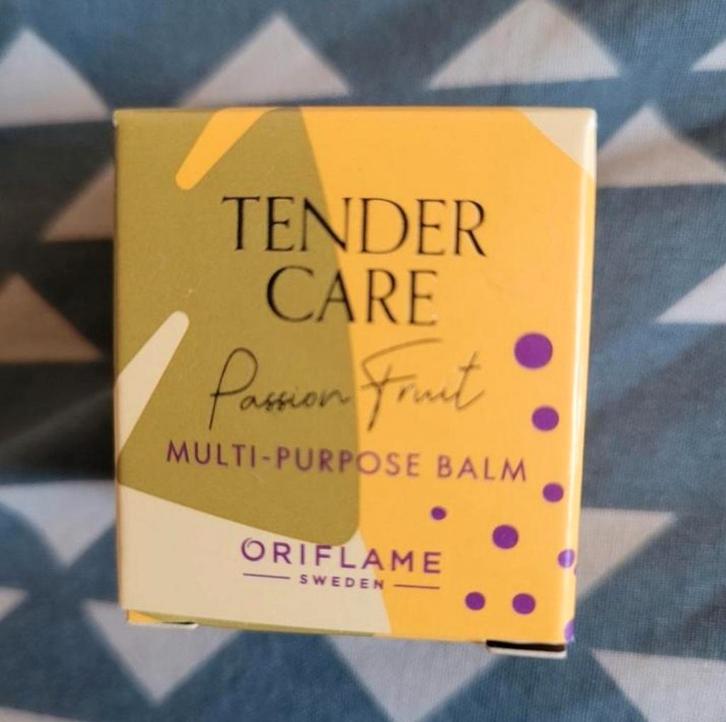 TENDER
CARE
Passion Fruit
MULTI-PURPOSE BALM
ORIFLAME
SWEDEN